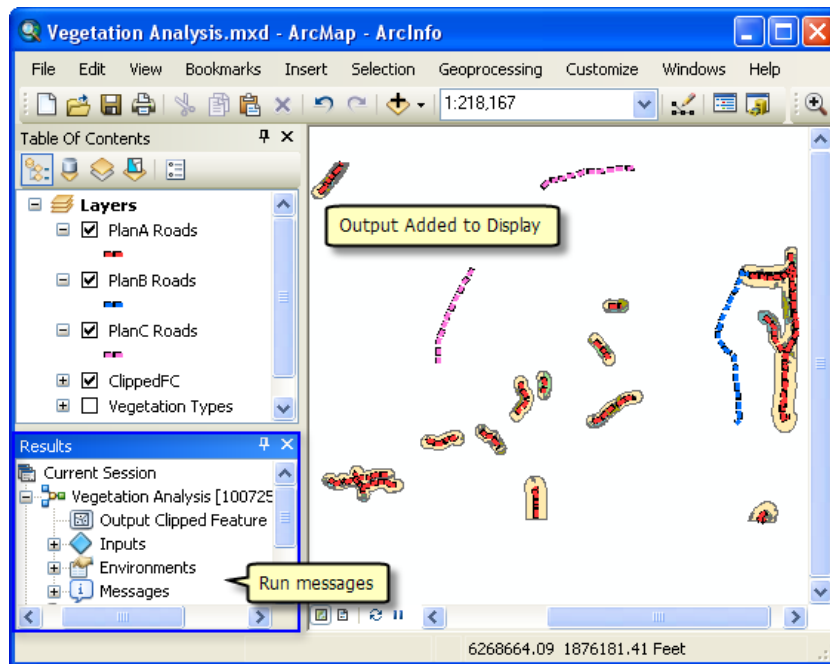 Vegetation Analysis.mxd - ArcMap - ArcInfo
File Edit View Bookmarks Insert Selection Geoprocessing Customize Windows Help
1:218,167
Table Of Contents
Layers
PlanA Roads
PlanB Roads
PlanC Roads
ClippedFC
Vegetation Types
Output Added to Display
Results
Current Session
Vegetation Analysis [100725
Output Clipped Feature
Inputs
Environments
Messages
Run messages
6268664.09 1876181.41 Feet